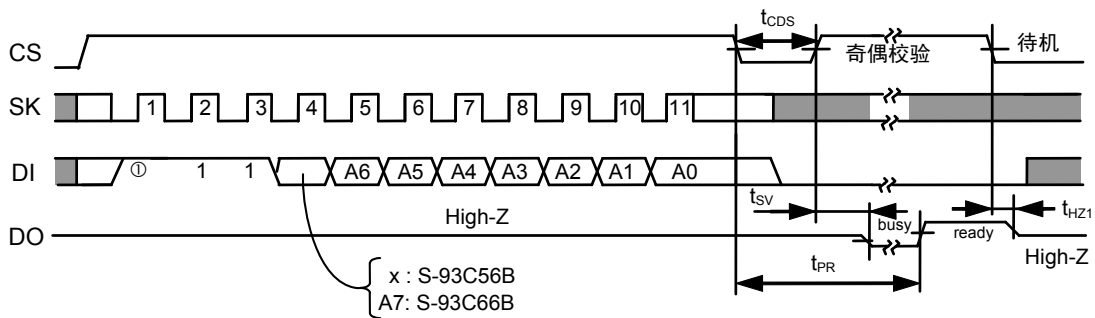 tCDS
CS 奇偶校验 待机
SK 1 2 3 4 5 6 7 8 9 10 11
DI ① 1 1 A6 A5 A4 A3 A2 A1 A0
tSV busy ready tHZ1
High-Z
DO
High-Z
tPR
x : S-93C56B
A7: S-93C66B